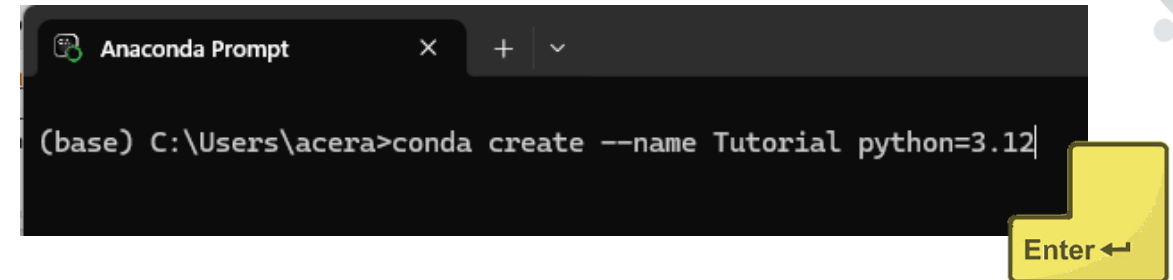 Anaconda Prompt
(base) C:\Users\acera>conda create --name Tutorial python=3.12
Enter